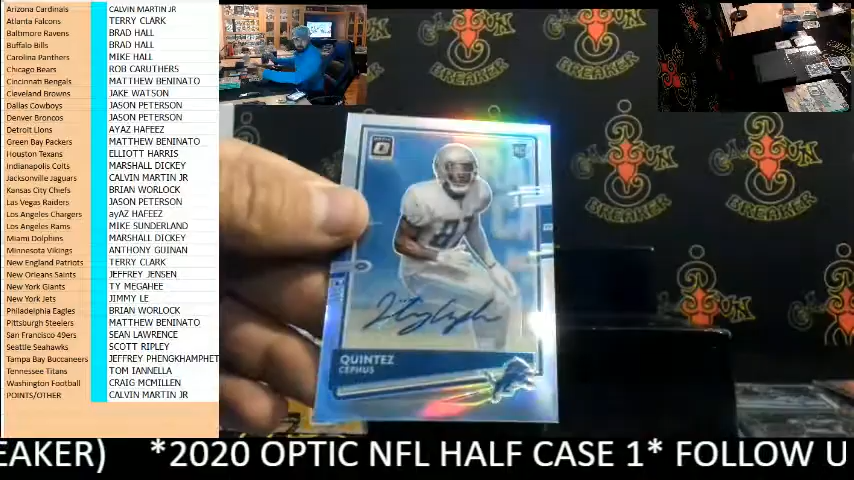 Arizona Cardinals CALVIN MARTIN JR
Atlanta Falcons TERRY CLARK
Baltimore Ravens BRAD HALL
Buffalo Bills BRAD HALL
Carolina Panthers MIKE HALL
Chicago Bears ROB CARUTHERS
Cincinnati Bengals MATTHEW BENINATO
Cleveland Browns JAKE WATSON
Dallas Cowboys JASON PETERSON
Denver Broncos JASON PETERSON
Detroit Lions AYAZ HAFEEZ
Green Bay Packers MATTHEW BENINATO
Houston Texans ELLIOTT HARRIS
Indianapolis Colts MARSHALL DICKEY
Jacksonville Jaguars CALVIN MARTIN JR
Kansas City Chiefs BRIAN WORLOCK
Las Vegas Raiders JASON PETERSON
Los Angeles Chargers ayAZ HAFEEZ
Los Angeles Rams MIKE SUNDERLAND
Miami Dolphins MARSHALL DICKEY
Minnesota Vikings ANTHONY GUINAN
New England Patriots TERRY CLARK
New Orleans Saints JEFFREY JENSEN
New York Giants TY MEGAHEE
New York Jets JIMMY LE
Philadelphia Eagles BRIAN WORLOCK
Pittsburgh Steelers MATTHEW BENINATO
San Francisco 49ers SEAN LAWRENCE
Seattle Seahawks SCOTT RIPLEY
Tampa Bay Buccaneers JEFFREY PHENGKHAMPHET
Tennessee Titans TOM IANNELLA
Washington Football CRAIG MCMILLEN
POINTS/OTHER CALVIN MARTIN JR
RC
QUINTEZ
CEPHUS
BREAKER
BREAKER
BREAKER
BREAKER
BREAKER
EAKER) *2020 OPTIC NFL HALF CASE 1* FOLLOW U